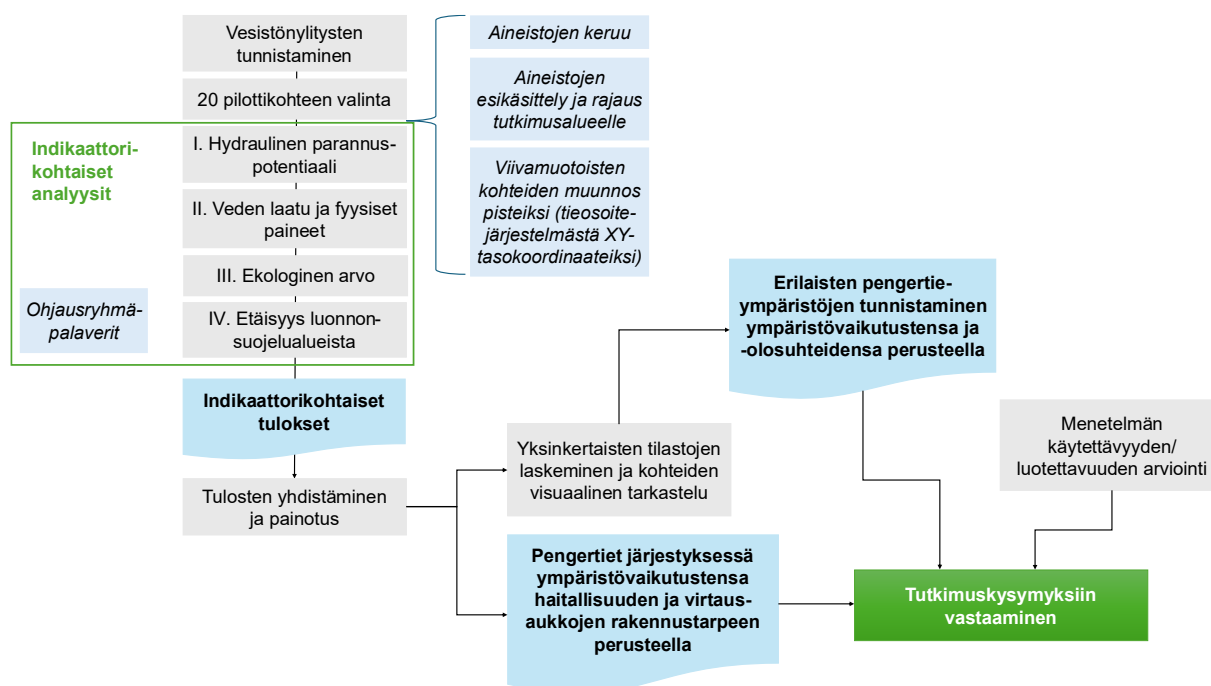 Vesistönylitysten
tunnistaminen
20 pilottikohteen valinta
Indikaattori-
kohtaiset
analyysit
I. Hydraulinen parannus-
potentiaali
II. Veden laatu ja fyysiset
paineet
III. Ekologinen arvo
IV. Etäisyys luonnon-
suojelualueista
Ohjausryhmä-
palaverit
Aineistojen keruu
Aineistojen
esikäsittely ja rajaus
tutkimusalueelle
Viivamuotoisten
kohteiden muunnos
pisteiksi (tieosoite-
järjestelmästä XY-
tasokoordinaateiksi)
Indikaattorikohtaiset
tulokset
Tulosten yhdistäminen
ja painotus
Yksinkertaisten tilastojen
laskeminen ja kohteiden
visuaalinen tarkastelu
Erilaisten pengertie-
ympäristöjen tunnistaminen
ympäristövaikutustensa ja
-olosuhteidensa perusteella
Pengertiet järjestyksessä
ympäristövaikutustensa
haitallisuuden ja virtaus-
aukkojen rakennustarpeen
perusteella
Menetelmän
käytettävyyden/
luotettavuuden arviointi
Tutkimuskysymyksiin
vastaaminen